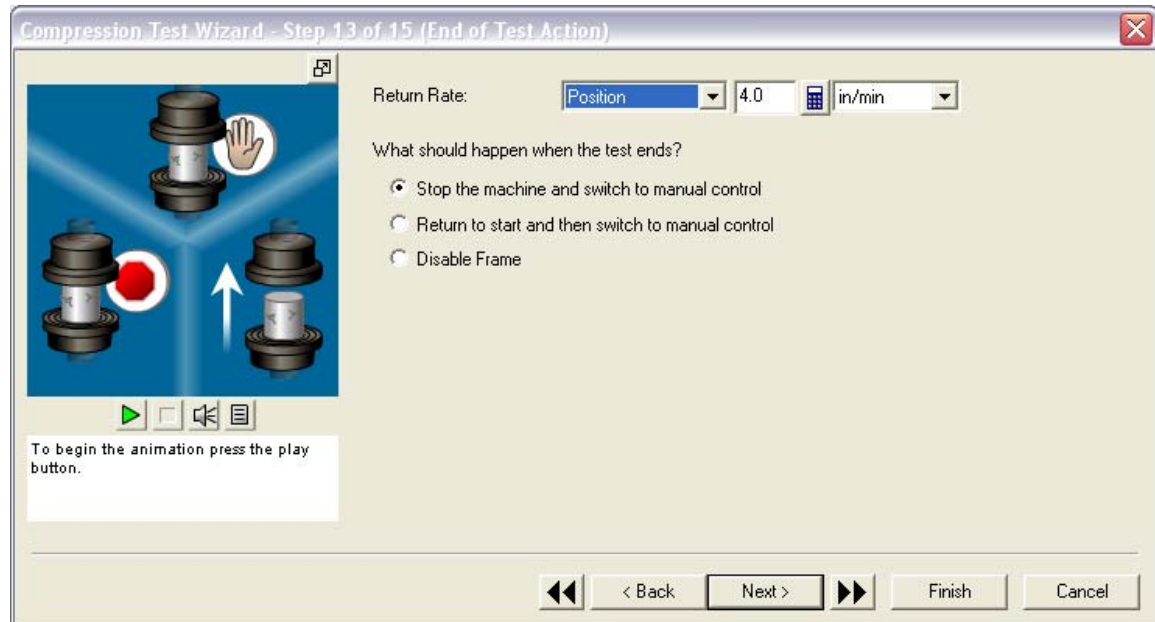 Compression Test Wizard - Step 13 of 15 (End of Test Action)
Return Rate: Position 4.0 in/min
What should happen when the test ends?
Stop the machine and switch to manual control
Return to start and then switch to manual control
Disable Frame
To begin the animation press the play
button.
< Back Next > Finish Cancel